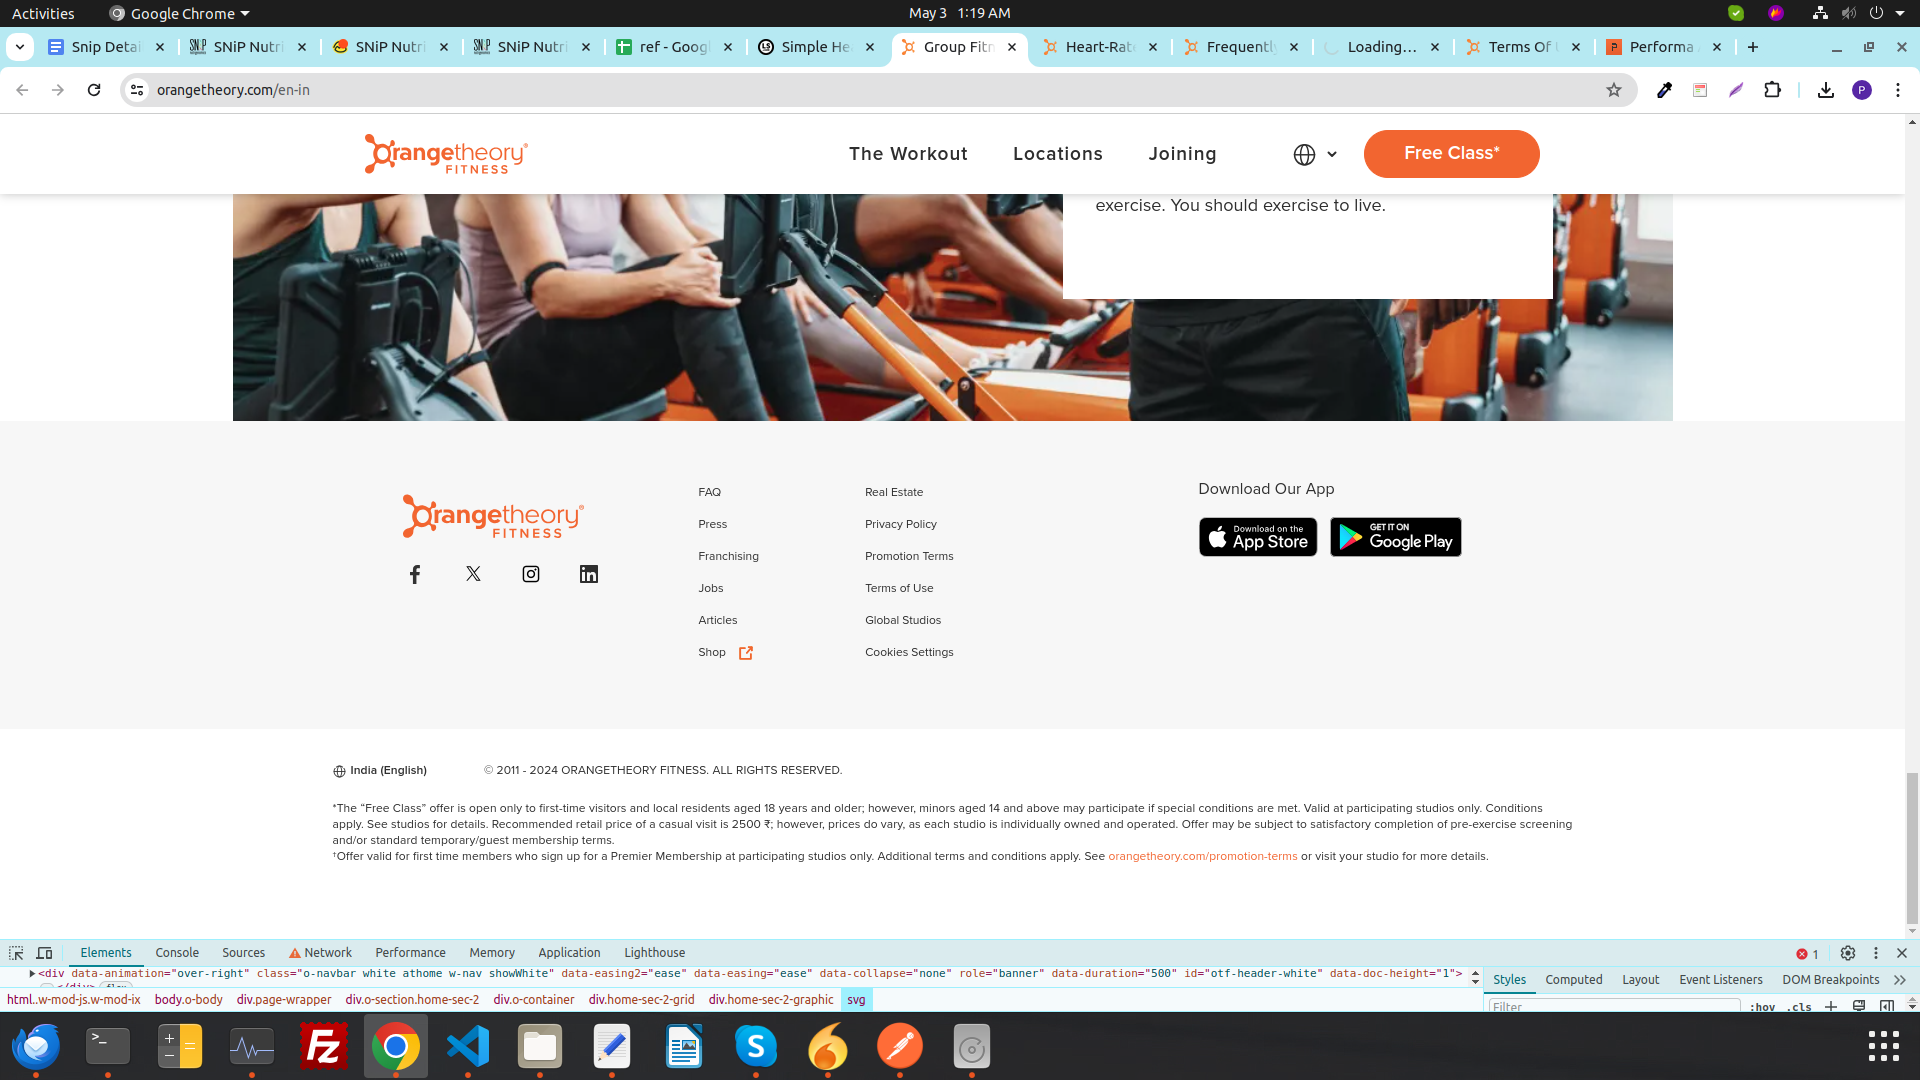 Activities
Google Chrome
May 3 1:19 AM
Snip Detai
SNiP Nutri
SNiP Nutri
SNiP Nutri
ref - Goog
Simple He
Group Fitn
Heart-Rat
Frequently
Loading…
Terms Of
Performa
orangetheory.com/en-in
P
orangetheory®
FITNESS
The Workout
Locations
Joining
Free Class*
exercise. You should exercise to live.
orangetheory®
FITNESS
FAQ
Press
Franchising
Jobs
Articles
Shop
Real Estate
Privacy Policy
Promotion Terms
Terms of Use
Global Studios
Cookies Settings
Download Our App
Download on the
App Store
GET IT ON
Google Play
India (English)
© 2011 - 2024 ORANGETHEORY FITNESS. ALL RIGHTS RESERVED.
*The “Free Class” offer is open only to first-time visitors and local residents aged 18 years and older; however, minors aged 14 and above may participate if special conditions are met. Valid at participating studios only. Conditions
apply. See studios for details. Recommended retail price of a casual visit is 2500 ₹; however, prices do vary, as each studio is individually owned and operated. Offer may be subject to satisfactory completion of pre-exercise screening
and/or standard temporary/guest membership terms.
†Offer valid for first time members who sign up for a Premier Membership at participating studios only. Additional terms and conditions apply. See orangetheory.com/promotion-terms or visit your studio for more details.
Elements
Console
Sources
Network
Performance
Memory
Application
Lighthouse
1
<div data-animation="over-right" class="o-navbar white athome w-nav showWhite" data-easing2="ease" data-easing="ease" data-collapse="none" role="banner" data-duration="500" id="otf-header-white" data-doc-height="1">
html..w-mod-js.w-mod-ix
body.o-body
div.page-wrapper
div.o-section.home-sec-2
div.o-container
div.home-sec-2-grid
div.home-sec-2-graphic
svg
Styles
Computed
Layout
Event Listeners
DOM Breakpoints
Filter
:hov
.cls